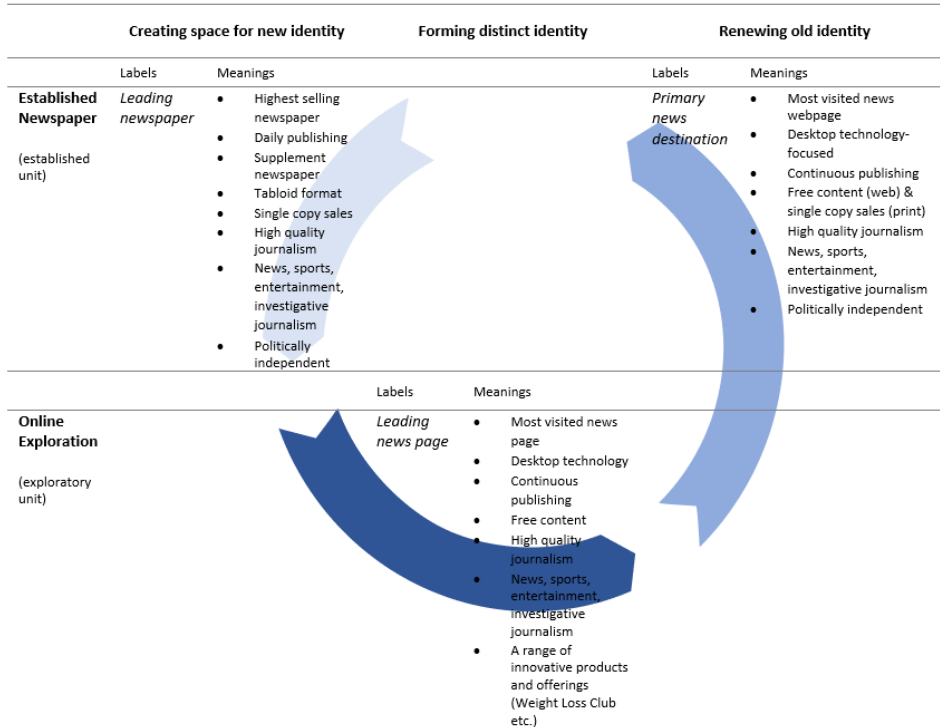 Creating space for new identity
Forming distinct identity
Renewing old identity
Labels
Meanings
Labels
Meanings
Established
Newspaper
(established
unit)
Leading
newspaper
• Highest selling
newspaper
• Daily publishing
• Supplement
newspaper
• Tabloid format
• Single copy sales
• High quality
journalism
• News, sports,
entertainment,
investigative
journalism
• Politically
independent
Primary
news
destination
• Most visited news
webpage
• Desktop technology-
focused
• Continuous publishing
• Free content (web) &
single copy sales (print)
• High quality journalism
• News, sports,
entertainment,
investigative journalism
• Politically independent
Labels
Meanings
Online
Exploration
(exploratory
unit)
Leading
news page
• Most visited news
page
• Desktop technology
• Continuous
publishing
• Free content
• High quality
journalism
• News, sports,
entertainment,
investigative
journalism
• A range of
innovative products
and offerings
(Weight Loss Club
etc.)